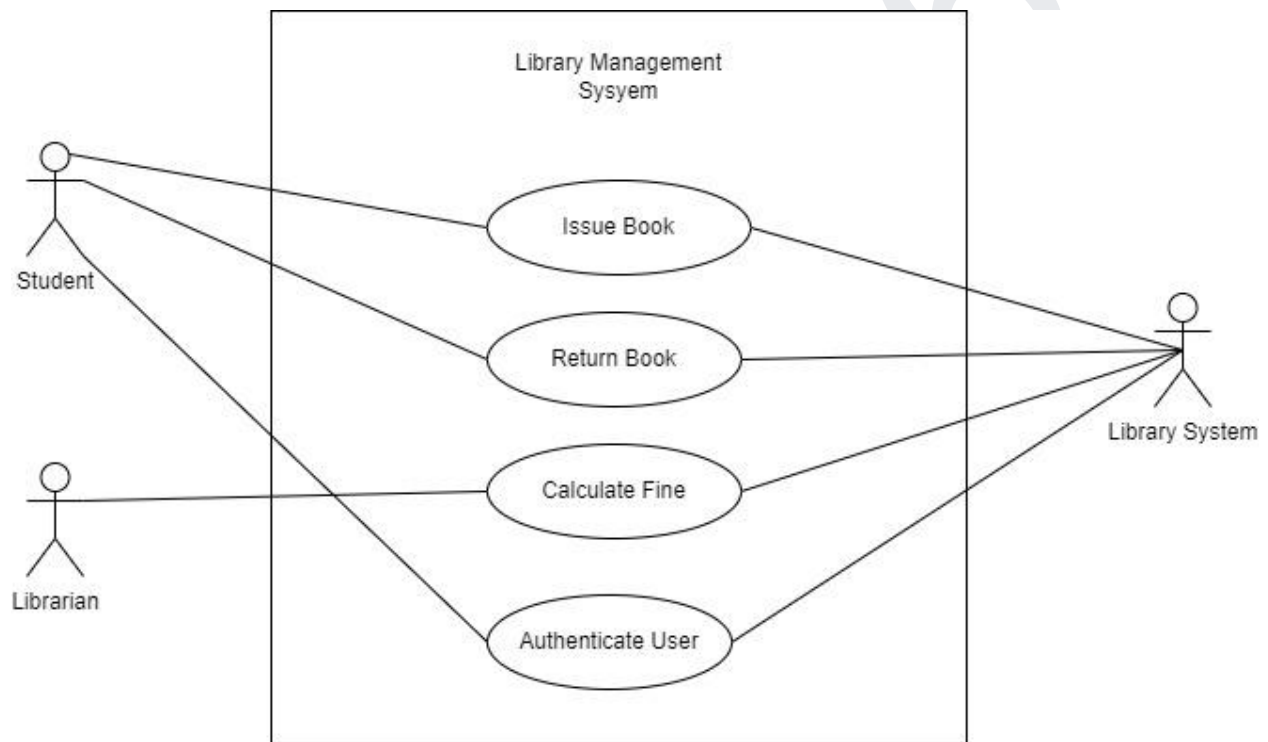 Library Management
Sysyem
Issue Book
Student
Return Book
Library System
Calculate Fine
Librarian
Authenticate User